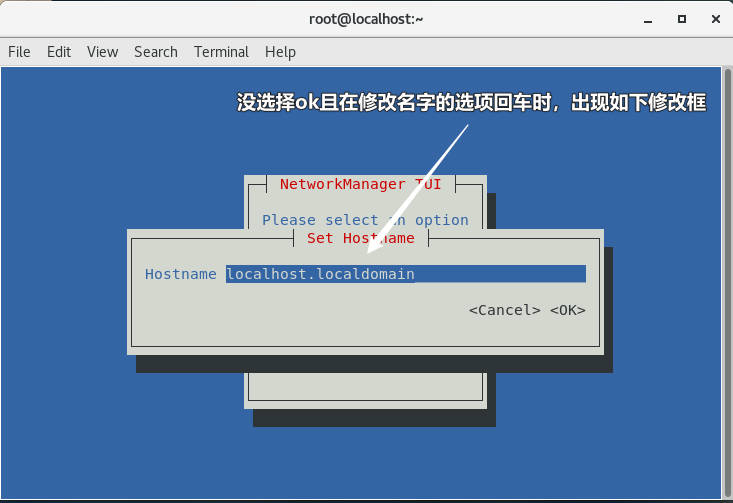 root@localhost:~
File Edit View Search Terminal Help
没选择ok且在修改名字的选项回车时，出现如下修改框
NetworkManager TUI
Please select an option
Set Hostname
Hostname localhost.localdomain
<Cancel> <OK>